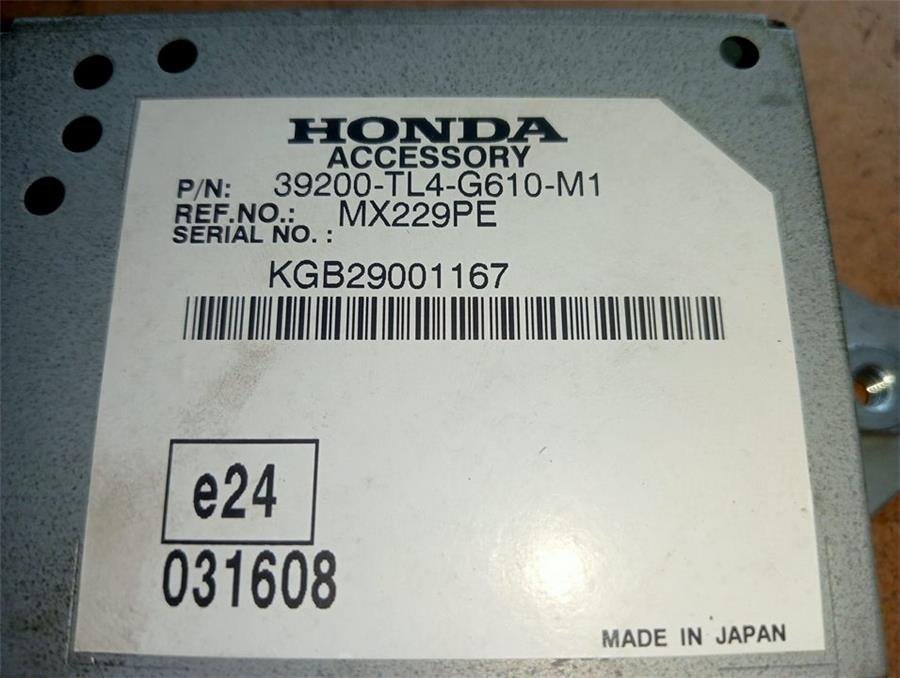 HONDA
ACCESSORY
P/N: 39200-TL4-G610-M1
REF.NO.: MX229PE
SERIAL NO. :
KGB29001167
e24
031608
MADE IN JAPAN